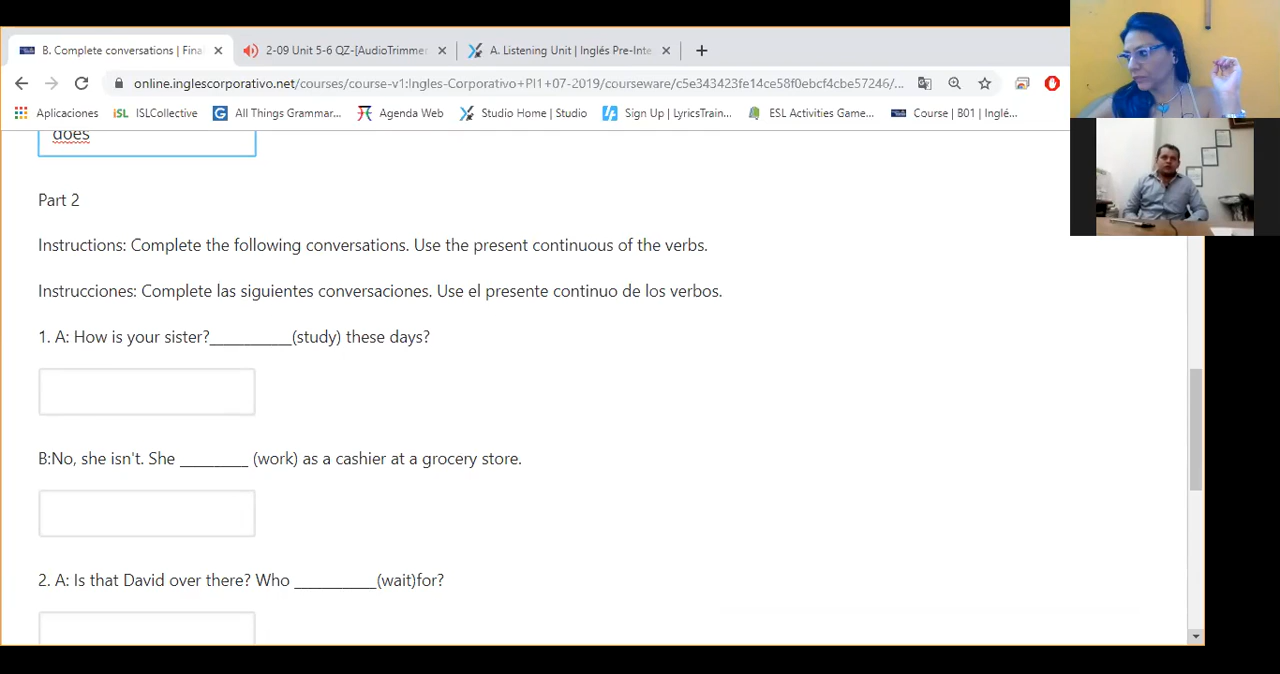 B. Complete conversations | Fina
2-09 Unit 5-6 QZ-[AudioTrimmer
A. Listening Unit | Inglés Pre-Inte
online.inglescorporativo.net/courses/course-v1:Ingles-Corporativo+PI1+07-2019/courseware/c5e343423fe14ce58f0ebcf4cbe57246/...
Aplicaciones
iSL ISLCollective
All Things Grammar...
Agenda Web
Studio Home | Studio
Sign Up | LyricsTrain...
ESL Activities Game...
Course | B01 | Inglé...
does
Part 2
Instructions: Complete the following conversations. Use the present continuous of the verbs.
Instrucciones: Complete las siguientes conversaciones. Use el presente continuo de los verbos.
1. A: How is your sister?__________(study) these days?
B:No, she isn't. She ________ (work) as a cashier at a grocery store.
2. A: Is that David over there? Who __________(wait)for?